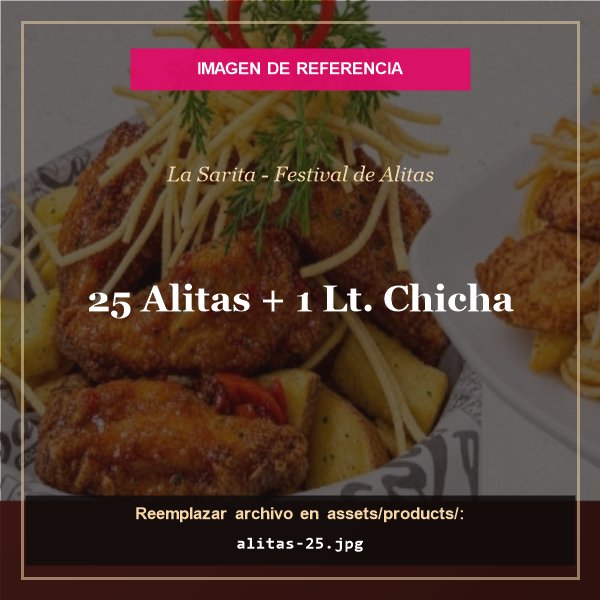 IMAGEN DE REFERENCIA
La Sarita - Festival de Alitas
25 Alitas + 1 Lt. Chicha
Reemplazar archivo en assets/products/:
alitas-25.jpg